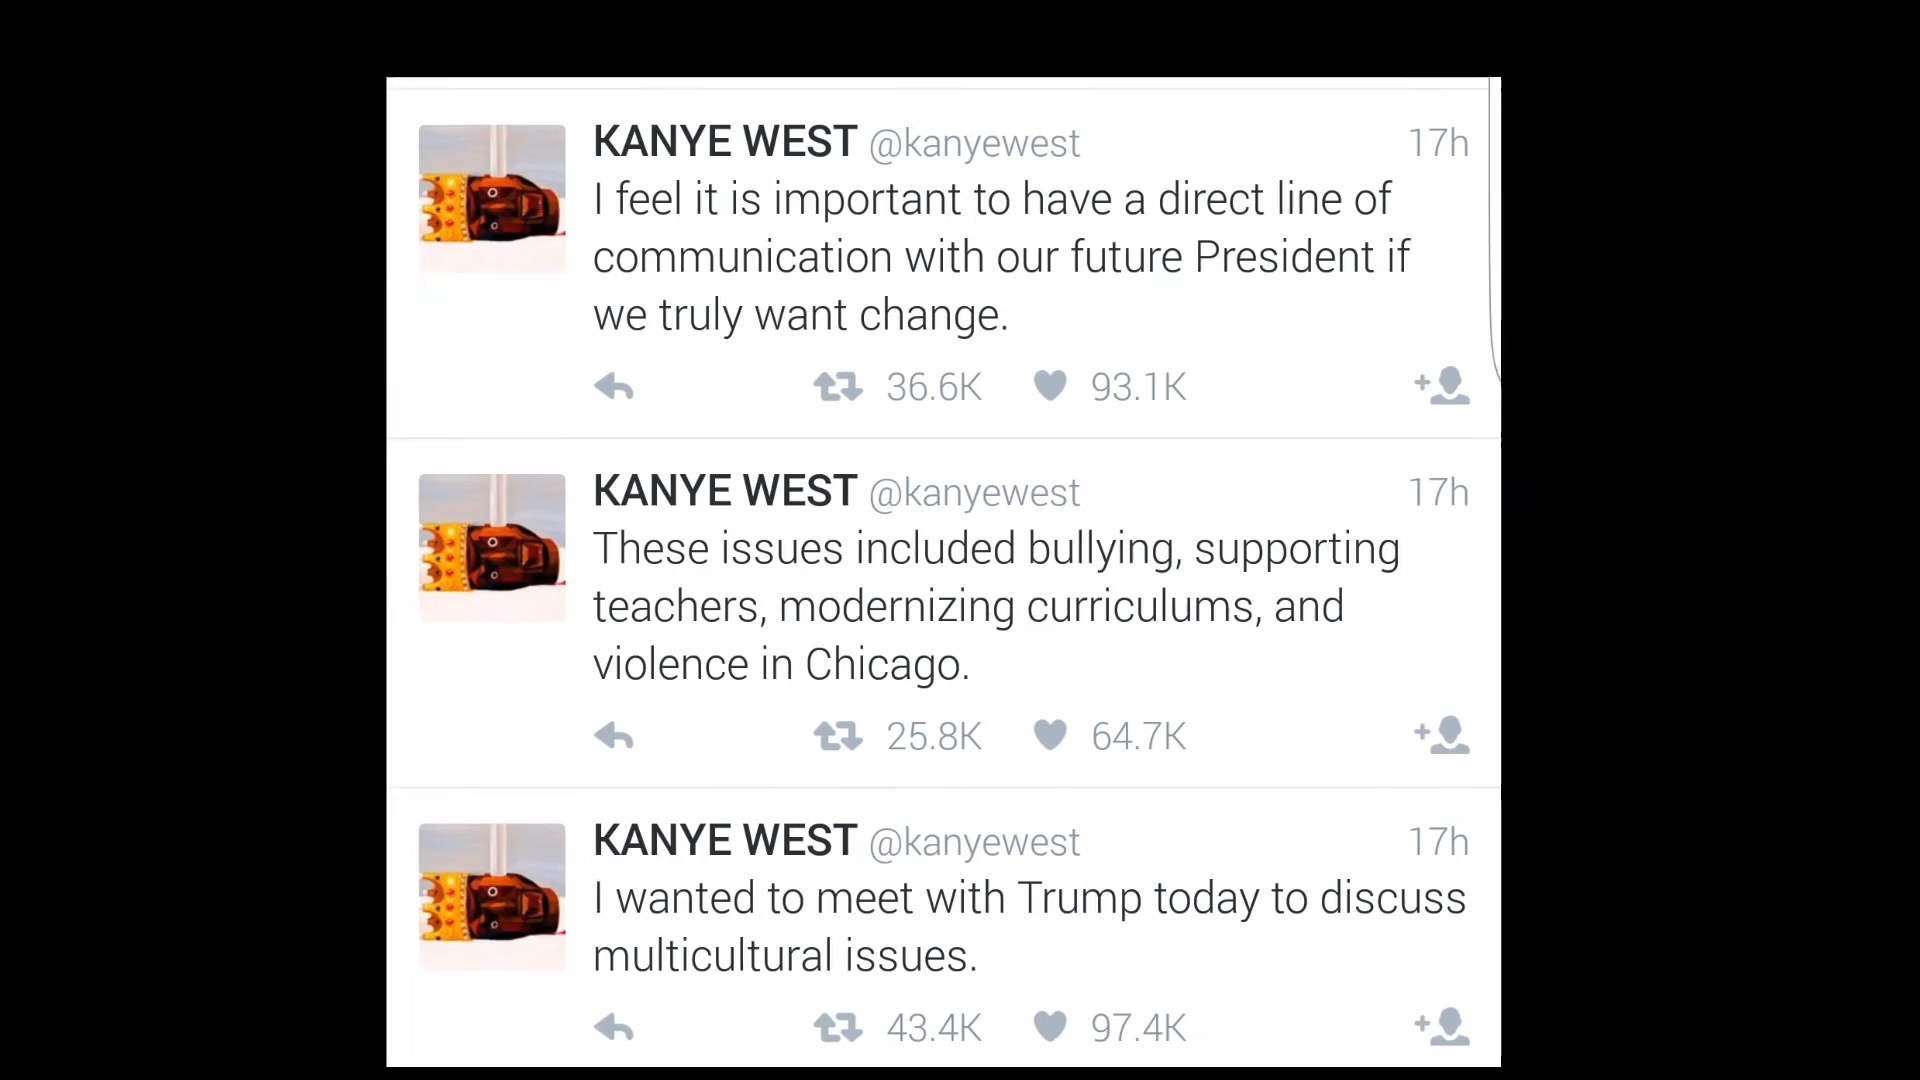 KANYE WEST @kanyewest 17h
I feel it is important to have a direct line of
communication with our future President if
we truly want change.
36.6K 93.1K
KANYE WEST @kanyewest 17h
These issues included bullying, supporting
teachers, modernizing curriculums, and
violence in Chicago.
25.8K 64.7K
KANYE WEST @kanyewest 17h
I wanted to meet with Trump today to discuss
multicultural issues.
43.4K 97.4K